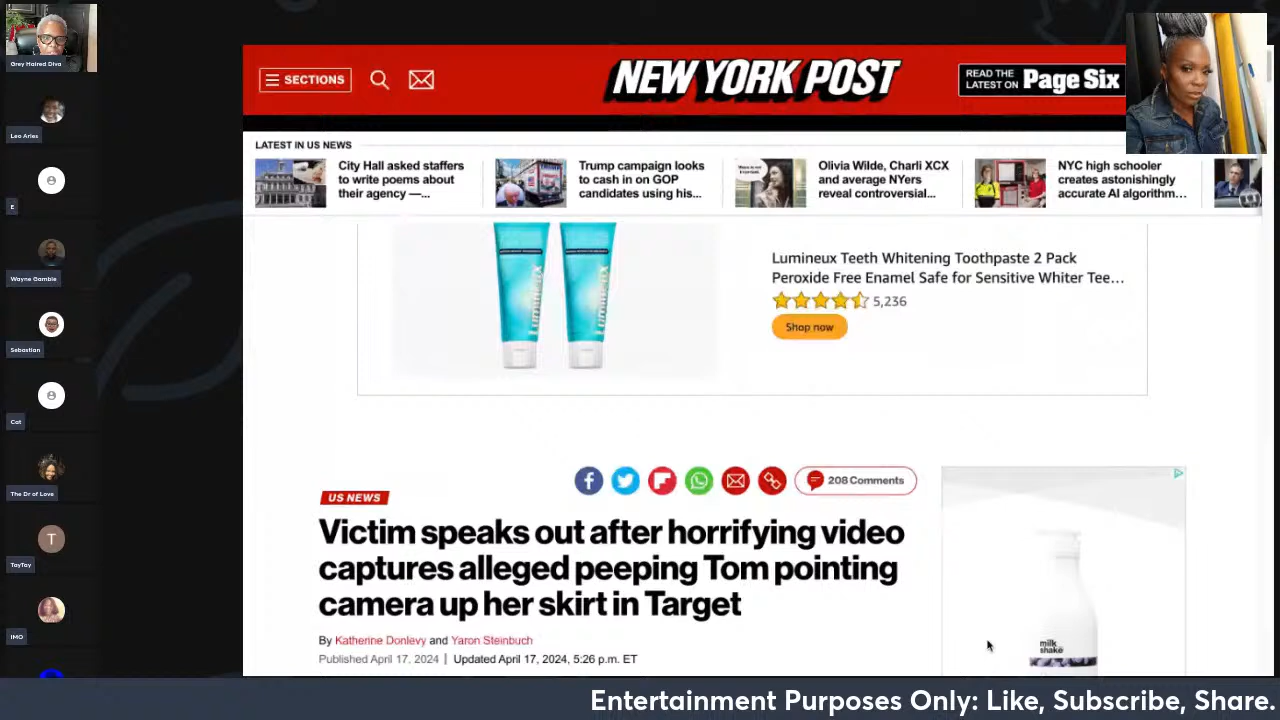 Grey Haired Diva
Leo Aries
E
Wayne Gamble
Sebastian
Cat
The Dr of Love
T
TayTay
IMO
SECTIONS
NEW YORK POST
READ THE
LATEST ON Page Six
LATEST IN US NEWS
City Hall asked staffers
to write poems about
their agency —...
Trump campaign looks
to cash in on GOP
candidates using his...
Olivia Wilde, Charli XCX
and average NYers
reveal controversial...
NYC high schooler
creates astonishingly
accurate AI algorithm...
Lumineux
Lumineux
Lumineux Teeth Whitening Toothpaste 2 Pack
Peroxide Free Enamel Safe for Sensitive Whiter Tee...
5,236
Shop now
208 Comments
US NEWS
Victim speaks out after horrifying video
captures alleged peeping Tom pointing
camera up her skirt in Target
By Katherine Donlevy and Yaron Steinbuch
Published April 17, 2024 | Updated April 17, 2024, 5:26 p.m. ET
milk
shake
Entertainment Purposes Only: Like, Subscribe, Share.